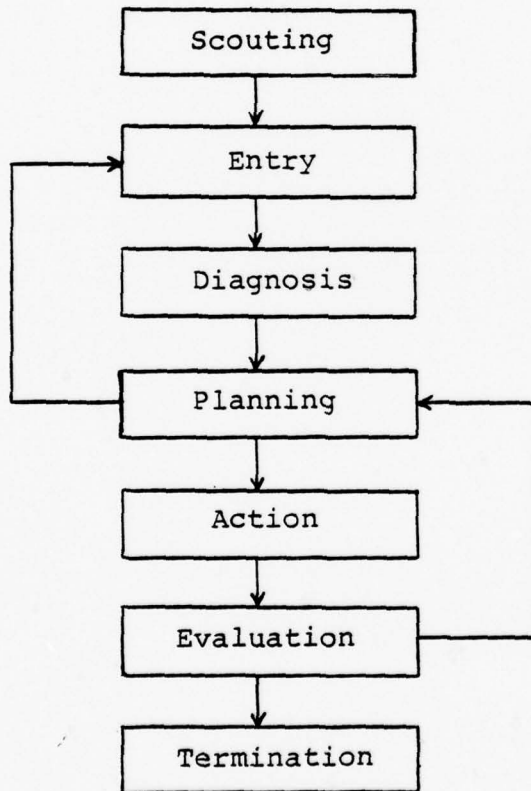 Scouting
Entry
Diagnosis
Planning
Action
Evaluation
Termination